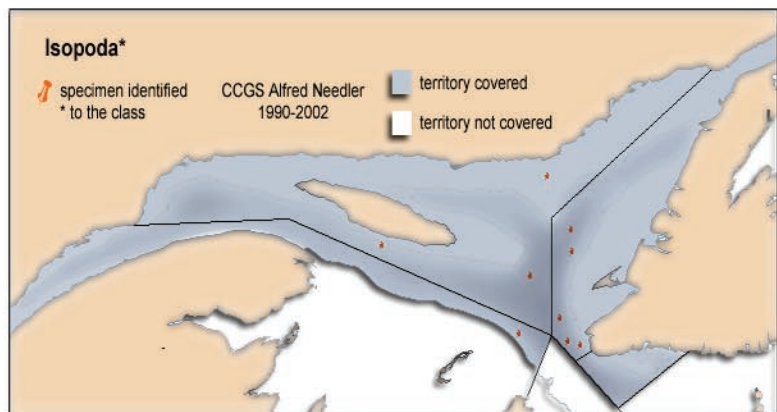 Isopoda*
specimen identified
* to the class
CCGS Alfred Needler
1990-2002
territory covered
territory not covered